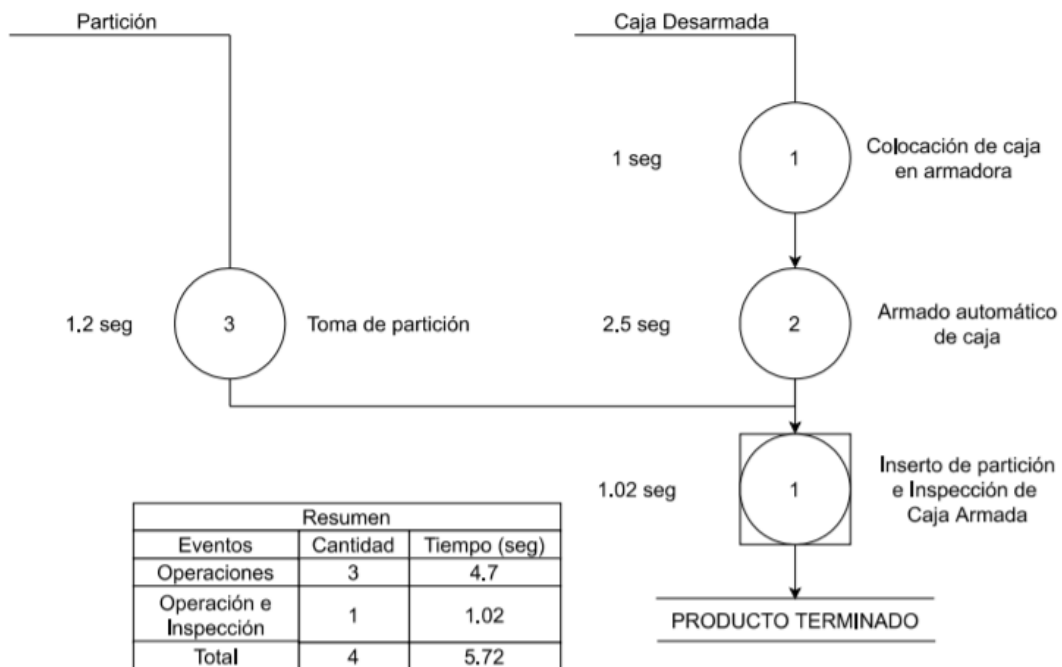 Partición
Caja Desarmada
1 seg
1
Colocación de caja
en armadora
1.2 seg
3
Toma de partición
2.5 seg
2
Armado automático
de caja
1.02 seg
1
Inserto de partición
e Inspección de
Caja Armada
PRODUCTO TERMINADO
Resumen
Eventos Cantidad Tiempo (seg)
Operaciones 3 4.7
Operación e
Inspección 1 1.02
Total 4 5.72